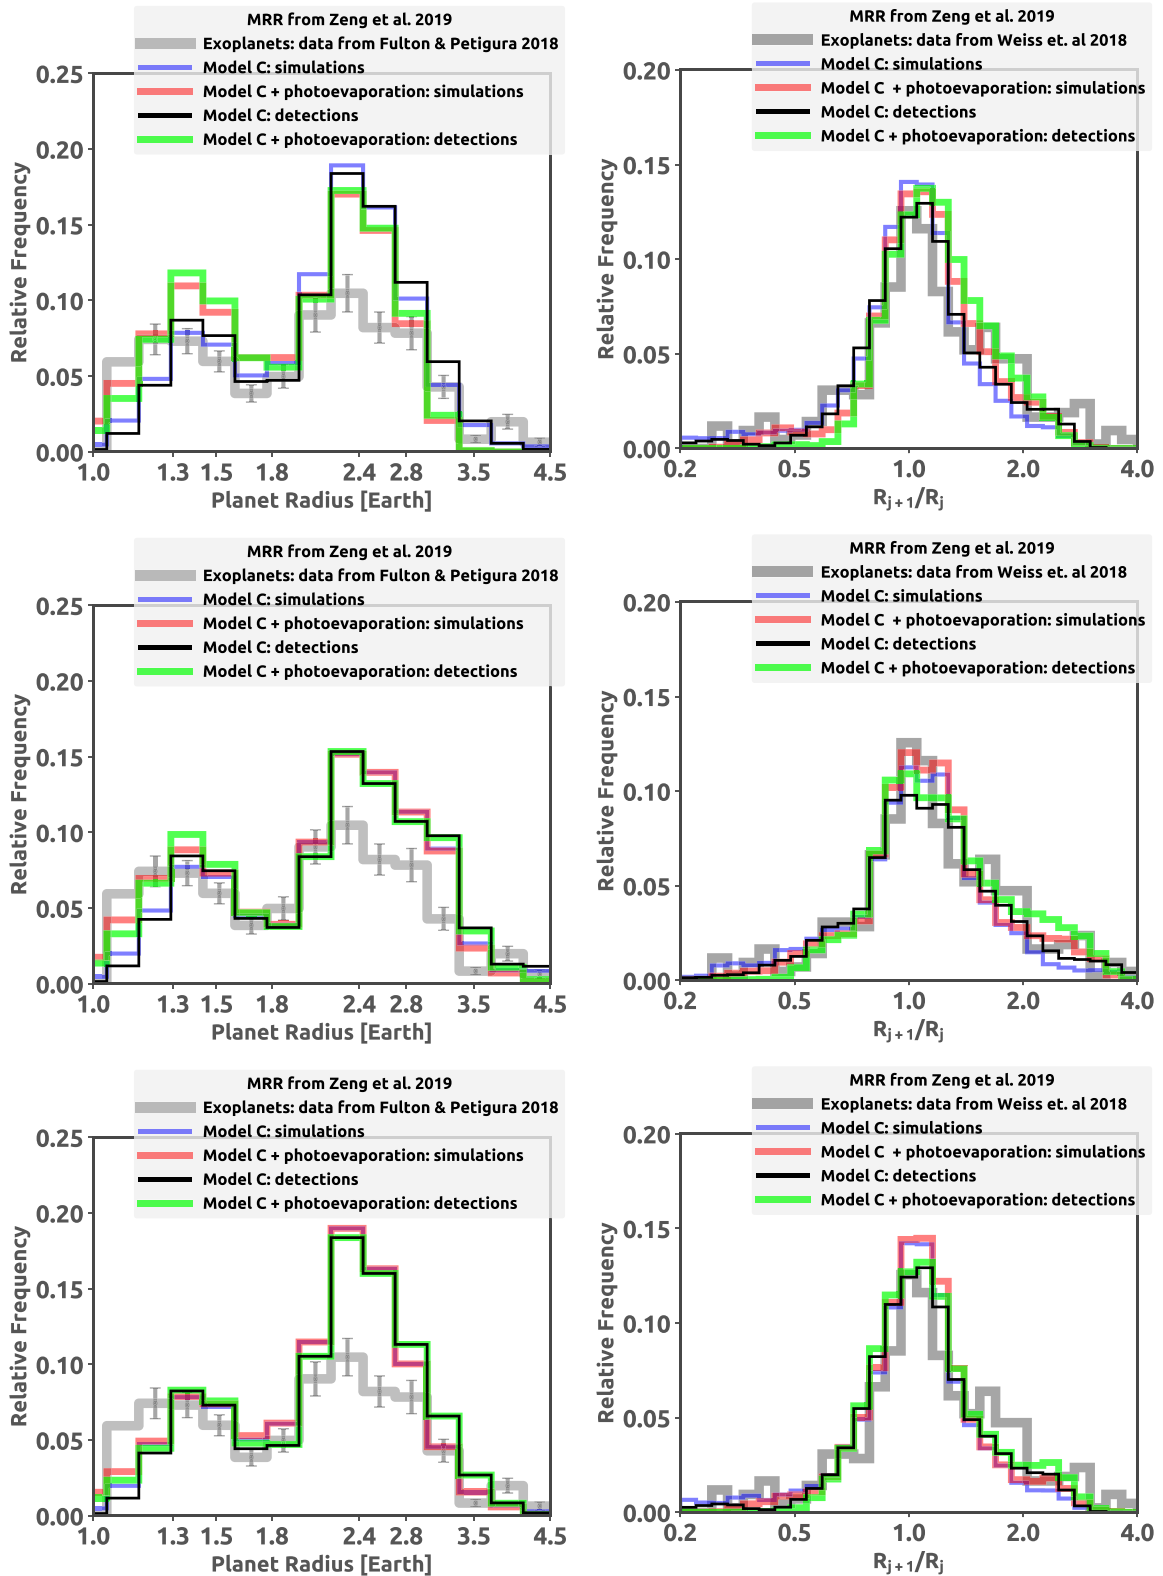 MRR from Zeng et al. 2019
Exoplanets: data from Fulton & Petigura 2018
Model C: simulations
Model C + photoevaporation: simulations
Model C: detections
Model C + photoevaporation: detections
0.25
0.20
0.15
0.10
0.05
0.00
Relative Frequency
1.0 1.3 1.5 1.8 2.4 2.8 3.5 4.5
Planet Radius [Earth]
MRR from Zeng et al. 2019
Exoplanets: data from Weiss et. al 2018
Model C: simulations
Model C + photoevaporation: simulations
Model C: detections
Model C + photoevaporation: detections
0.20
0.15
0.10
0.05
0.00
Relative Frequency
0.2 0.5 1.0 2.0 4.0
R_{j+1}/R_j
MRR from Zeng et al. 2019
Exoplanets: data from Fulton & Petigura 2018
Model C: simulations
Model C + photoevaporation: simulations
Model C: detections
Model C + photoevaporation: detections
0.25
0.20
0.15
0.10
0.05
0.00
Relative Frequency
1.0 1.3 1.5 1.8 2.4 2.8 3.5 4.5
Planet Radius [Earth]
MRR from Zeng et al. 2019
Exoplanets: data from Weiss et. al 2018
Model C: simulations
Model C + photoevaporation: simulations
Model C: detections
Model C + photoevaporation: detections
0.20
0.15
0.10
0.05
0.00
Relative Frequency
0.2 0.5 1.0 2.0 4.0
R_{j+1}/R_j
MRR from Zeng et al. 2019
Exoplanets: data from Fulton & Petigura 2018
Model C: simulations
Model C + photoevaporation: simulations
Model C: detections
Model C + photoevaporation: detections
0.25
0.20
0.15
0.10
0.05
0.00
Relative Frequency
1.0 1.3 1.5 1.8 2.4 2.8 3.5 4.5
Planet Radius [Earth]
MRR from Zeng et al. 2019
Exoplanets: data from Weiss et. al 2018
Model C: simulations
Model C + photoevaporation: simulations
Model C: detections
Model C + photoevaporation: detections
0.20
0.15
0.10
0.05
0.00
Relative Frequency
0.2 0.5 1.0 2.0 4.0
R_{j+1}/R_j